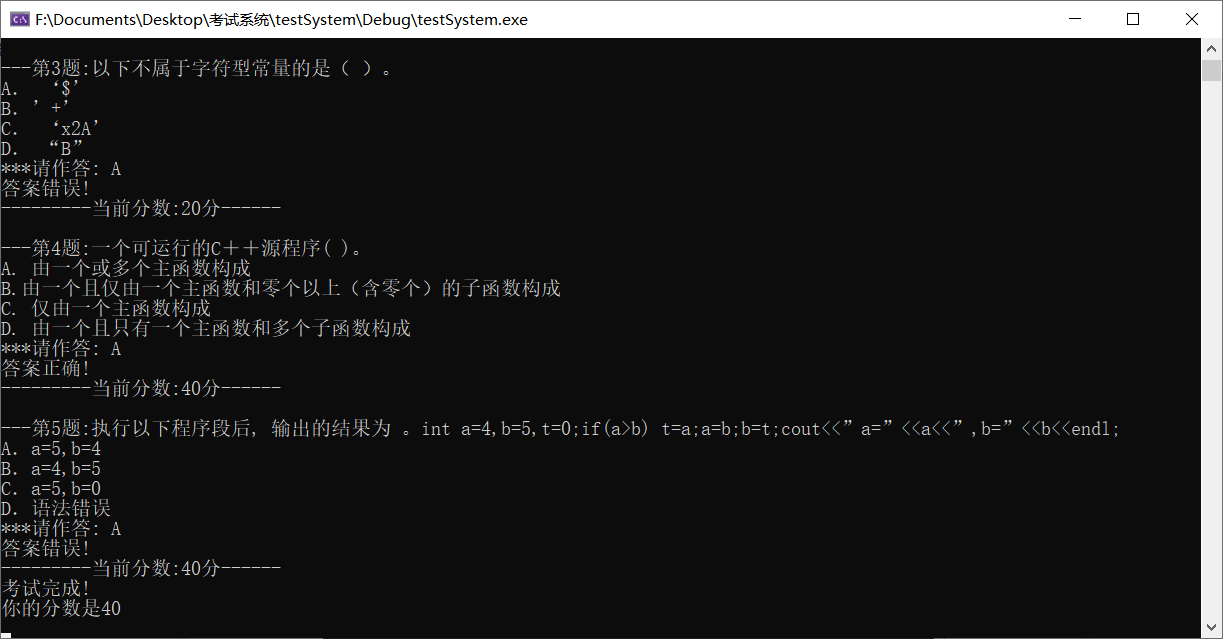 F:\Documents\Desktop\考试系统\testSystem\Debug\testSystem.exe
---第3题:以下不属于字符型常量的是（ ）。
A.   ‘$’
B. ’+’
C.   ‘x2A’
D.   “B”
***请作答: A
答案错误!
---------当前分数:20分------
---第4题:一个可运行的C＋＋源程序( )。
A. 由一个或多个主函数构成
B.由一个且仅由一个主函数和零个以上（含零个）的子函数构成
C. 仅由一个主函数构成
D. 由一个且只有一个主函数和多个子函数构成
***请作答: A
答案正确!
---------当前分数:40分------
---第5题:执行以下程序段后, 输出的结果为 。int a=4,b=5,t=0;if(a>b) t=a;a=b;b=t;cout<<”a=”<<a<<”,b=”<<b<<endl;
A. a=5,b=4
B. a=4,b=5
C. a=5,b=0
D. 语法错误
***请作答: A
答案错误!
---------当前分数:40分------
考试完成!
你的分数是40